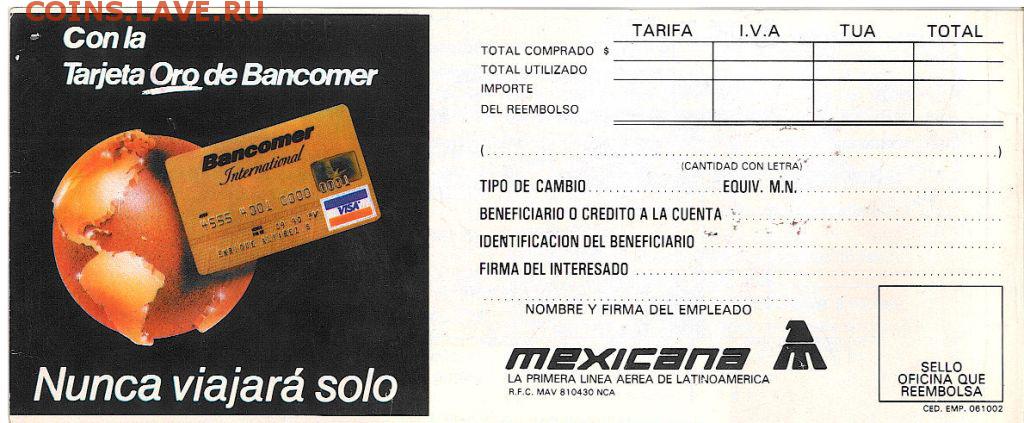 COINS.LAVE.RU
Con la
Tarjeta Oro de Bancomer
Bancomer
International
4555 4001 0000 0001
VISA
Nunca viajará solo
TARIFA I.V.A TUA TOTAL
TOTAL COMPRADO $
TOTAL UTILIZADO
IMPORTE
DEL REEMBOLSO
(...)
(CANTIDAD CON LETRA)
TIPO DE CAMBIO EQUIV. M.N.
BENEFICIARIO O CREDITO A LA CUENTA
IDENTIFICACION DEL BENEFICIARIO
FIRMA DEL INTERESADO
NOMBRE Y FIRMA DEL EMPLEADO
mexicana
LA PRIMERA LINEA AEREA DE LATINOAMERICA
R.F.C. MAV 810430 NCA
SELLO
OFICINA QUE
REEMBOLSA
CED. EMP. 061002